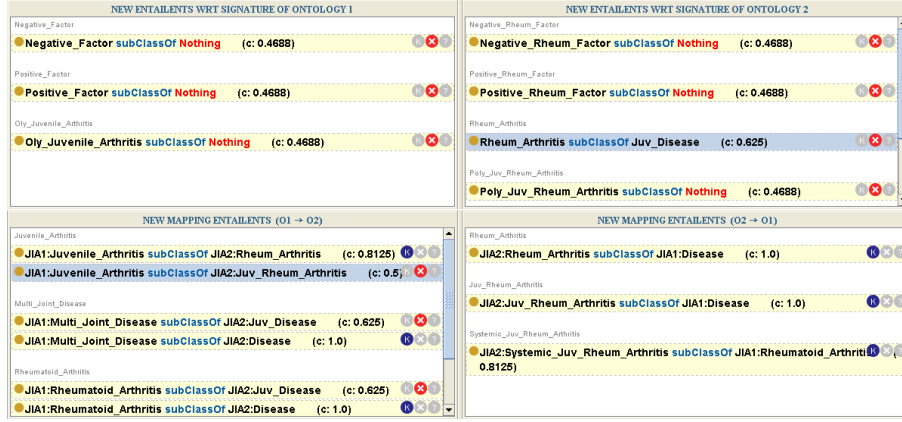 NEW ENTAILENTS WRT SIGNATURE OF ONTOLOGY 1
Negative_Factor
Negative_Factor subClassOf Nothing (c: 0.4688) K ?
Positive_Factor
Positive_Factor subClassOf Nothing (c: 0.4688) K ?
Oly_Juvenile_Arthritis
Oly_Juvenile_Arthritis subClassOf Nothing (c: 0.4688) K ?
NEW ENTAILENTS WRT SIGNATURE OF ONTOLOGY 2
Negative_Rheum_Factor
Negative_Rheum_Factor subClassOf Nothing (c: 0.4688) K ?
Positive_Rheum_Factor
Positive_Rheum_Factor subClassOf Nothing (c: 0.4688) K ?
Rheum_Arthritis
Rheum_Arthritis subClassOf Juv_Disease (c: 0.625) K ?
Poly_Juv_Rheum_Arthritis
Poly_Juv_Rheum_Arthritis subClassOf Nothing (c: 0.4688) K ?
NEW MAPPING ENTAILENTS (O1 → O2)
Juvenile_Arthritis
JIA1:Juvenile_Arthritis subClassOf JIA2:Rheum_Arthritis (c: 0.8125) K ?
JIA1:Juvenile_Arthritis subClassOf JIA2:Juv_Rheum_Arthritis (c: 0.5) K ?
Multi_Joint_Disease
JIA1:Multi_Joint_Disease subClassOf JIA2:Juv_Disease (c: 0.625) K ?
JIA1:Multi_Joint_Disease subClassOf JIA2:Disease (c: 1.0) K ?
Rheumatoid_Arthritis
JIA1:Rheumatoid_Arthritis subClassOf JIA2:Juv_Disease (c: 0.625) K ?
JIA1:Rheumatoid_Arthritis subClassOf JIA2:Disease (c: 1.0) K ?
NEW MAPPING ENTAILENTS (O2 → O1)
Rheum_Arthritis
JIA2:Rheum_Arthritis subClassOf JIA1:Disease (c: 1.0) K ?
Juv_Rheum_Arthritis
JIA2:Juv_Rheum_Arthritis subClassOf JIA1:Disease (c: 1.0) K ?
Systemic_Juv_Rheum_Arthritis
JIA2:Systemic_Juv_Rheum_Arthritis subClassOf JIA1:Rheumatoid_Arthriti K (
0.8125)